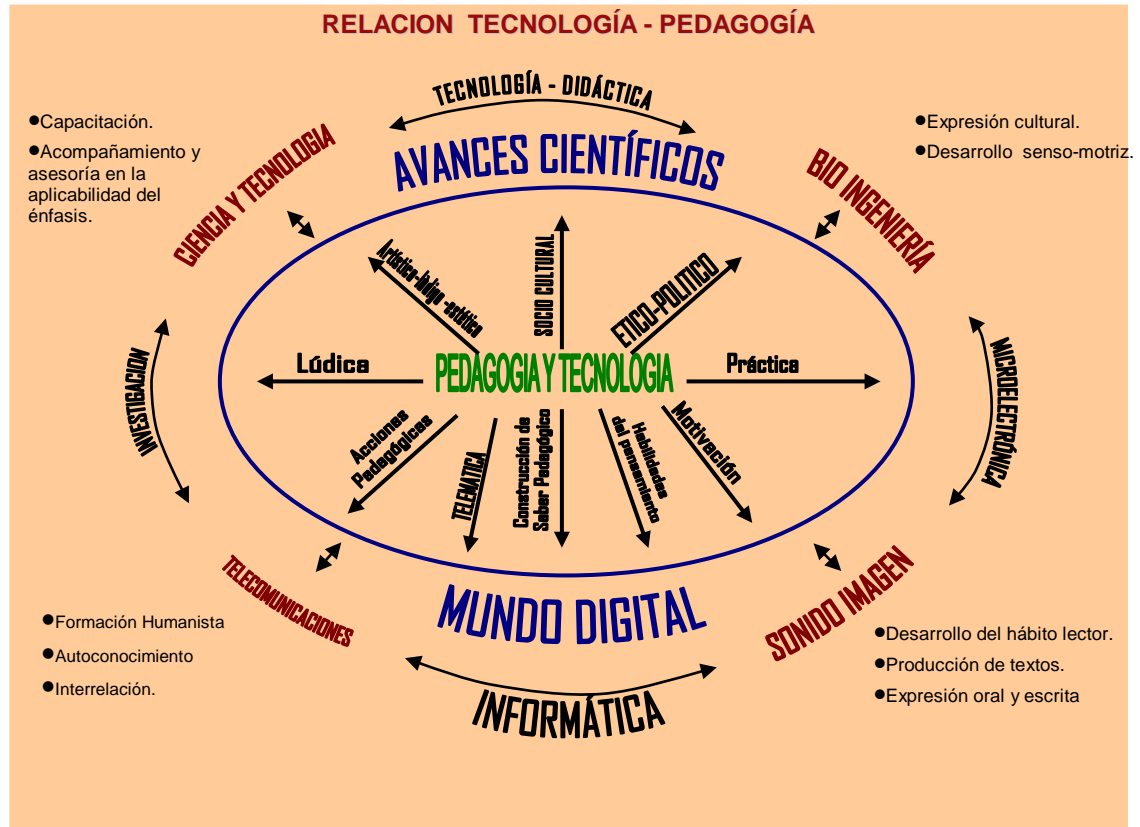 RELACION TECNOLOGÍA - PEDAGOGÍA
TECNOLOGÍA - DIDÁCTICA
●Capacitación.
●Acompañamiento y
asesoría en la
aplicabilidad del
énfasis.
●Expresión cultural.
●Desarrollo senso-motriz.
CIENCIA Y TECNOLOGIA
AVANCES CIENTÍFICOS
BIO INGENIERÍA
Artístico-lúdigo -estético
SOCIO CULTURAL
ETICO-POLITICO
INVESTIGACION
Lúdica
PEDAGOGIA Y TECNOLOGIA
Práctica
MICROELECTRÓNICA
Acciones
Pedagógicas
TELEMATICA
Construcción de
Saber Pedagógico
Habilidades
del pensamiento
Motivación
TELECOMUNICACIONES
MUNDO DIGITAL
SONIDO IMAGEN
●Formación Humanista
●Autoconocimiento
●Interrelación.
●Desarrollo del hábito lector.
●Producción de textos.
●Expresión oral y escrita
INFORMÁTICA